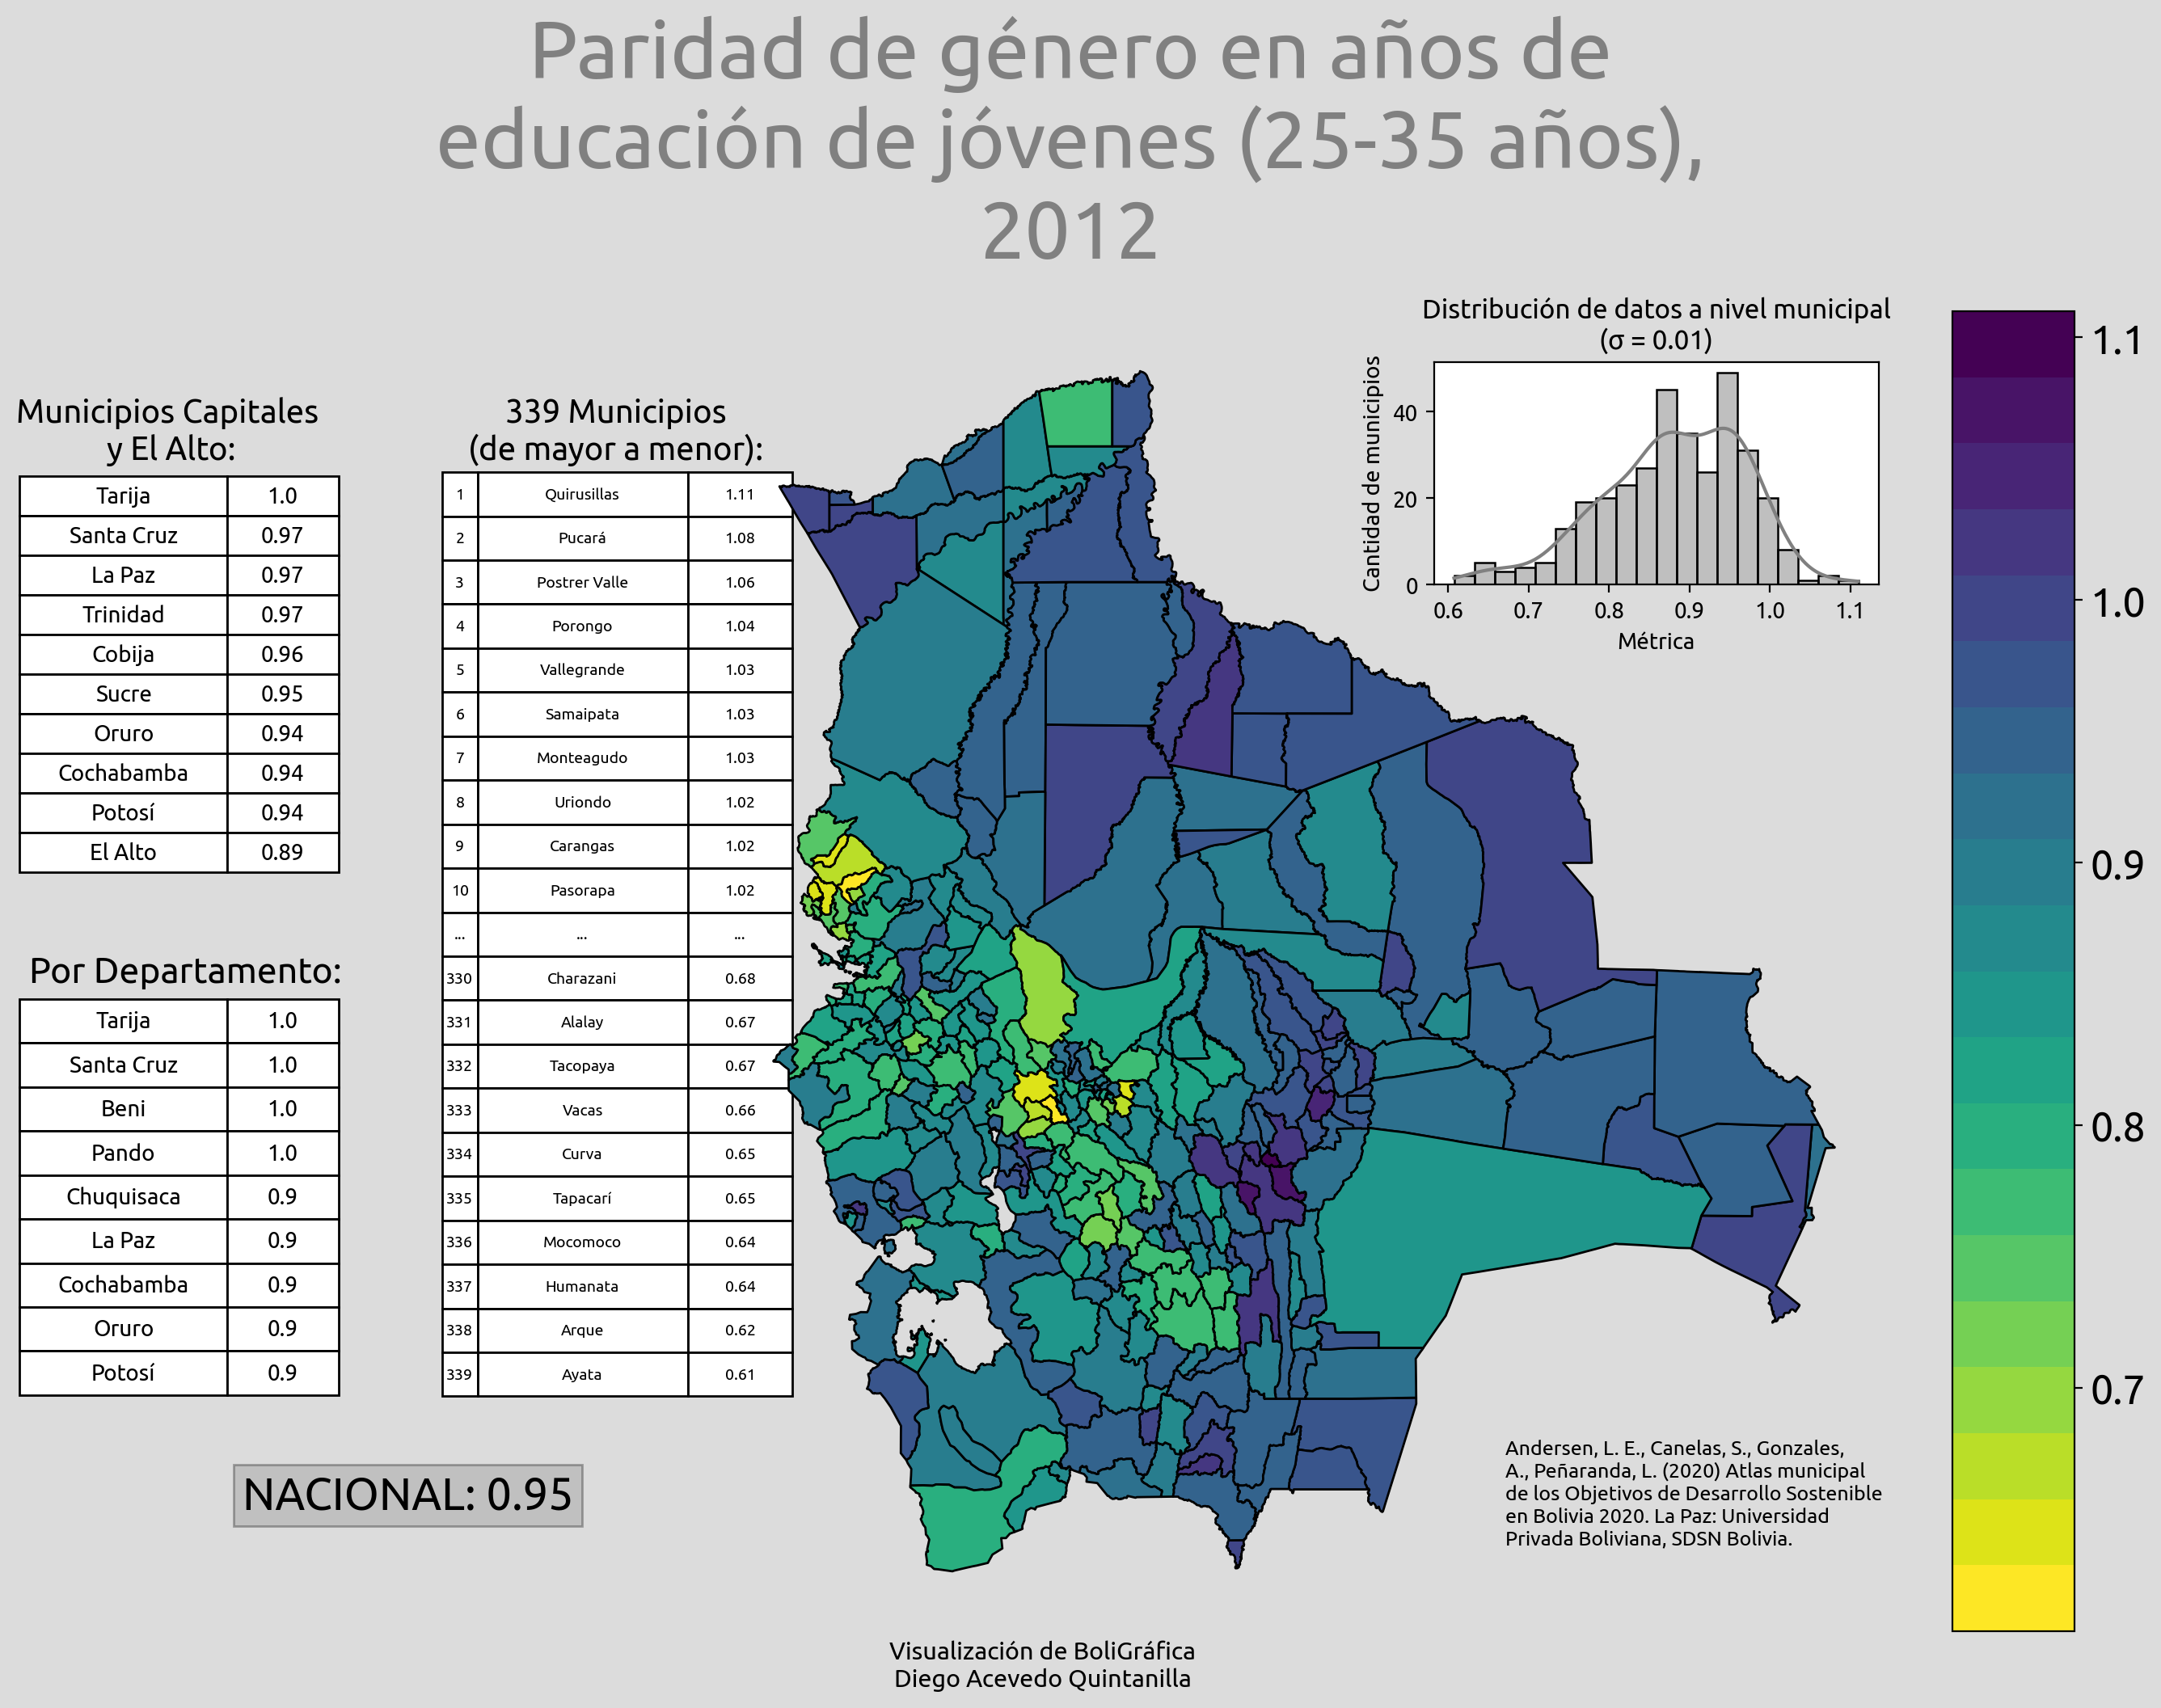 Paridad de género en años de
educación de jóvenes (25-35 años),
2012
Municipios Capitales
y El Alto:
Tarija 1.0
Santa Cruz 0.97
La Paz 0.97
Trinidad 0.97
Cobija 0.96
Sucre 0.95
Oruro 0.94
Cochabamba 0.94
Potosí 0.94
El Alto 0.89
Por Departamento:
Tarija 1.0
Santa Cruz 1.0
Beni 1.0
Pando 1.0
Chuquisaca 0.9
La Paz 0.9
Cochabamba 0.9
Oruro 0.9
Potosí 0.9
NACIONAL: 0.95
339 Municipios
(de mayor a menor):
1 Quirusillas 1.11
2 Pucará 1.08
3 Postrer Valle 1.06
4 Porongo 1.04
5 Vallegrande 1.03
6 Samaipata 1.03
7 Monteagudo 1.03
8 Uriondo 1.02
9 Carangas 1.02
10 Pasorapa 1.02
... ... ...
330 Charazani 0.68
331 Alalay 0.67
332 Tacopaya 0.67
333 Vacas 0.66
334 Curva 0.65
335 Tapacarí 0.65
336 Mocomoco 0.64
337 Humanata 0.64
338 Arque 0.62
339 Ayata 0.61
Distribución de datos a nivel municipal
(σ = 0.01)
Cantidad de municipios
40
20
0
0.6 0.7 0.8 0.9 1.0 1.1
Métrica
1.1
1.0
0.9
0.8
0.7
Andersen, L. E., Canelas, S., Gonzales,
A., Peñaranda, L. (2020) Atlas municipal
de los Objetivos de Desarrollo Sostenible
en Bolivia 2020. La Paz: Universidad
Privada Boliviana, SDSN Bolivia.
Visualización de BoliGráfica
Diego Acevedo Quintanilla